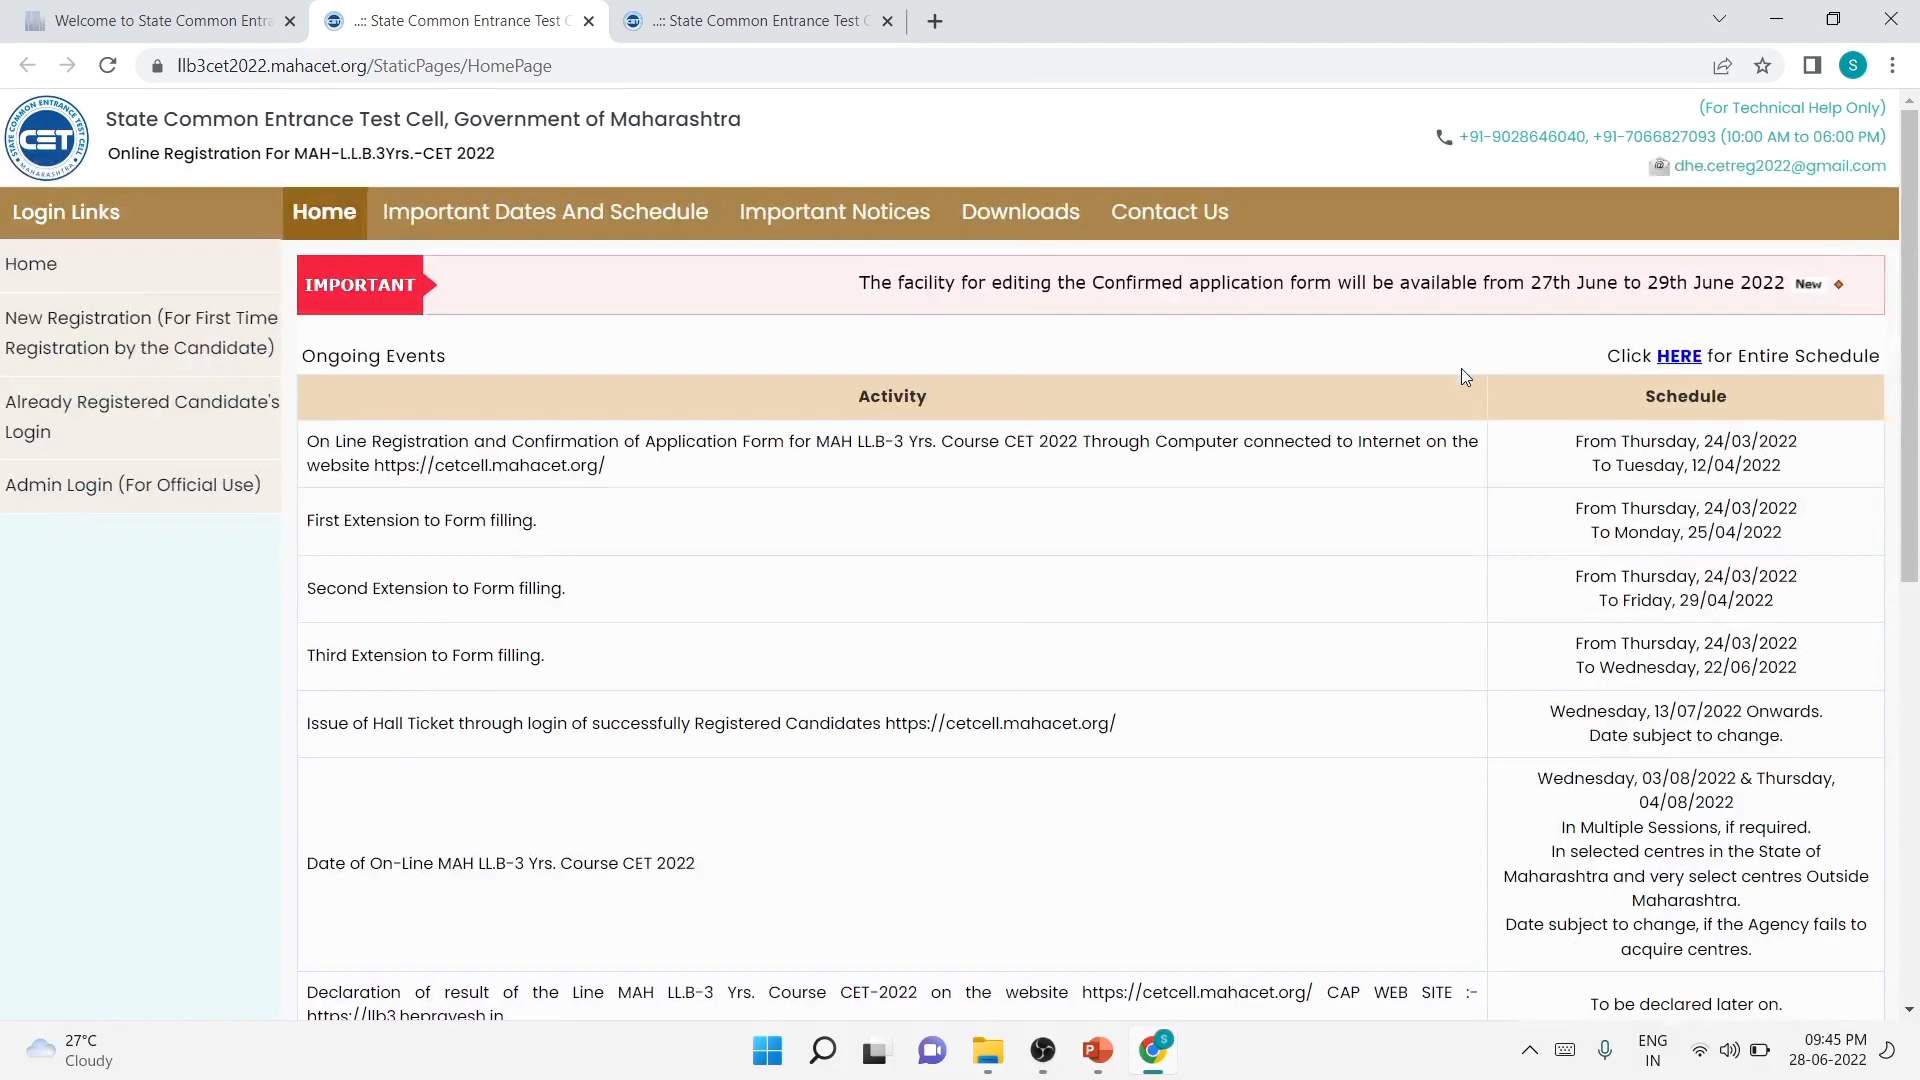 Welcome to State Common Entra
..:: State Common Entrance Test C
..:: State Common Entrance Test C
llb3cet2022.mahacet.org/StaticPages/HomePage
S
STATE COMMON ENTRANCE TEST CELL
CET
MAHARASHTRA
State Common Entrance Test Cell, Government of Maharashtra
Online Registration For MAH-L.L.B.3Yrs.-CET 2022
(For Technical Help Only)
+91-9028646040, +91-7066827093 (10:00 AM to 06:00 PM)
dhe.cetreg2022@gmail.com
Login Links
Home Important Dates And Schedule Important Notices Downloads Contact Us
Home
New Registration (For First Time
Registration by the Candidate)
Already Registered Candidate's
Login
Admin Login (For Official Use)
IMPORTANT
The facility for editing the Confirmed application form will be available from 27th June to 29th June 2022 New
Ongoing Events
Click HERE for Entire Schedule
Activity
Schedule
On Line Registration and Confirmation of Application Form for MAH LL.B-3 Yrs. Course CET 2022 Through Computer connected to Internet on the
website https://cetcell.mahacet.org/
From Thursday, 24/03/2022
To Tuesday, 12/04/2022
First Extension to Form filling.
From Thursday, 24/03/2022
To Monday, 25/04/2022
Second Extension to Form filling.
From Thursday, 24/03/2022
To Friday, 29/04/2022
Third Extension to Form filling.
From Thursday, 24/03/2022
To Wednesday, 22/06/2022
Issue of Hall Ticket through login of successfully Registered Candidates https://cetcell.mahacet.org/
Wednesday, 13/07/2022 Onwards.
Date subject to change.
Date of On-Line MAH LL.B-3 Yrs. Course CET 2022
Wednesday, 03/08/2022 & Thursday,
04/08/2022
In Multiple Sessions, if required.
In selected centres in the State of
Maharashtra and very select centres Outside
Maharashtra.
Date subject to change, if the Agency fails to
acquire centres.
Declaration of result of the Line MAH LL.B-3 Yrs. Course CET-2022 on the website https://cetcell.mahacet.org/ CAP WEB SITE :-
https://llb3.hepravesh.in
To be declared later on.
27°C
Cloudy
P
S
ENG
IN
09:45 PM
28-06-2022